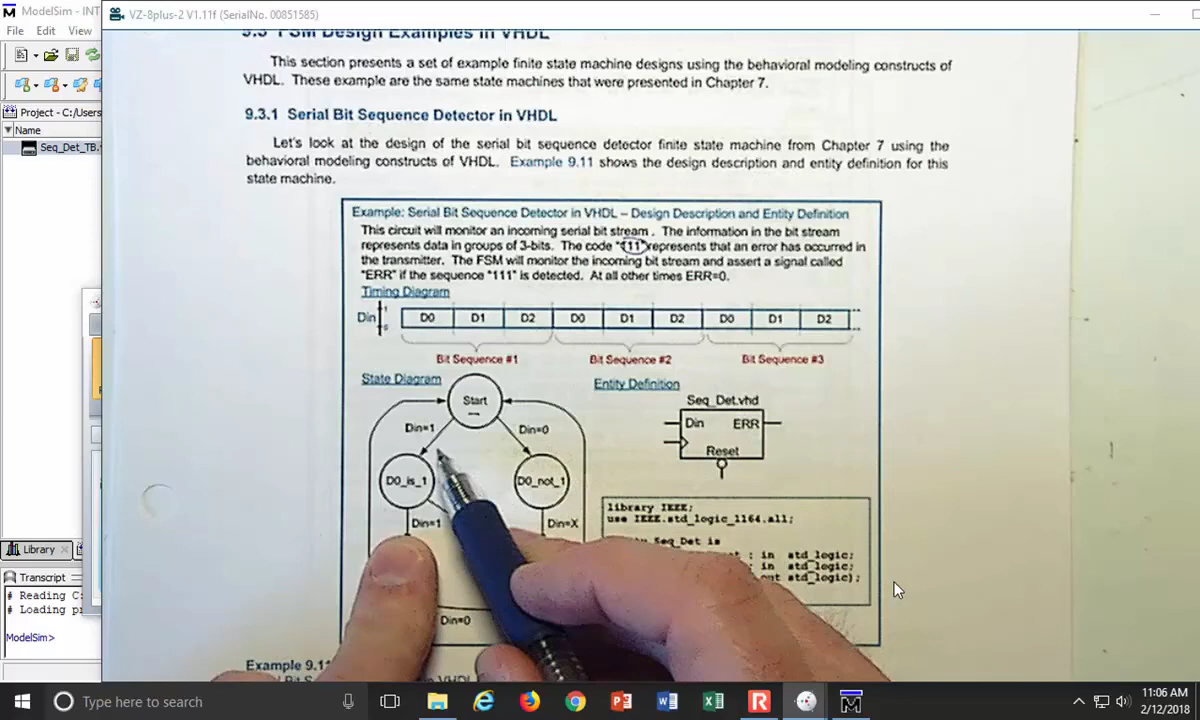 ModelSim - INT
VZ-8plus-2 V1.11f (SerialNo. 00851585)
File Edit View
9.3 FSM Design Examples in VHDL
This section presents a set of example finite state machine designs using the behavioral modeling constructs of
VHDL. These example are the same state machines that were presented in Chapter 7.
9.3.1 Serial Bit Sequence Detector in VHDL
Let's look at the design of the serial bit sequence detector finite state machine from Chapter 7 using the
behavioral modeling constructs of VHDL. Example 9.11 shows the design description and entity definition for this
state machine.
Project - C:/Users
Name
Seq_Det_TB.
Example: Serial Bit Sequence Detector in VHDL – Design Description and Entity Definition
This circuit will monitor an incoming serial bit stream. The information in the bit stream
represents data in groups of 3-bits. The code "111" represents that an error has occurred in
the transmitter. The FSM will monitor the incoming bit stream and assert a signal called
"ERR" if the sequence "111" is detected. At all other times ERR=0.
Timing Diagram
Din D0 D1 D2 D0 D1 D2 D0 D1 D2
Bit Sequence #1 Bit Sequence #2 Bit Sequence #3
State Diagram
Start
Din=1 Din=0
D0_is_1 D0_not_1
Din=1 Din=X
Din=0
Entity Definition
Seq_Det.vhd
Din ERR
Reset
library IEEE;
use IEEE.std_logic_1164.all;
Seq_Det is
: in std_logic;
: in std_logic;
out std_logic);
Example 9.1
Library
Transcript
# Reading C:
# Loading p
ModelSim>
Type here to search
11:06 AM
2/12/2018